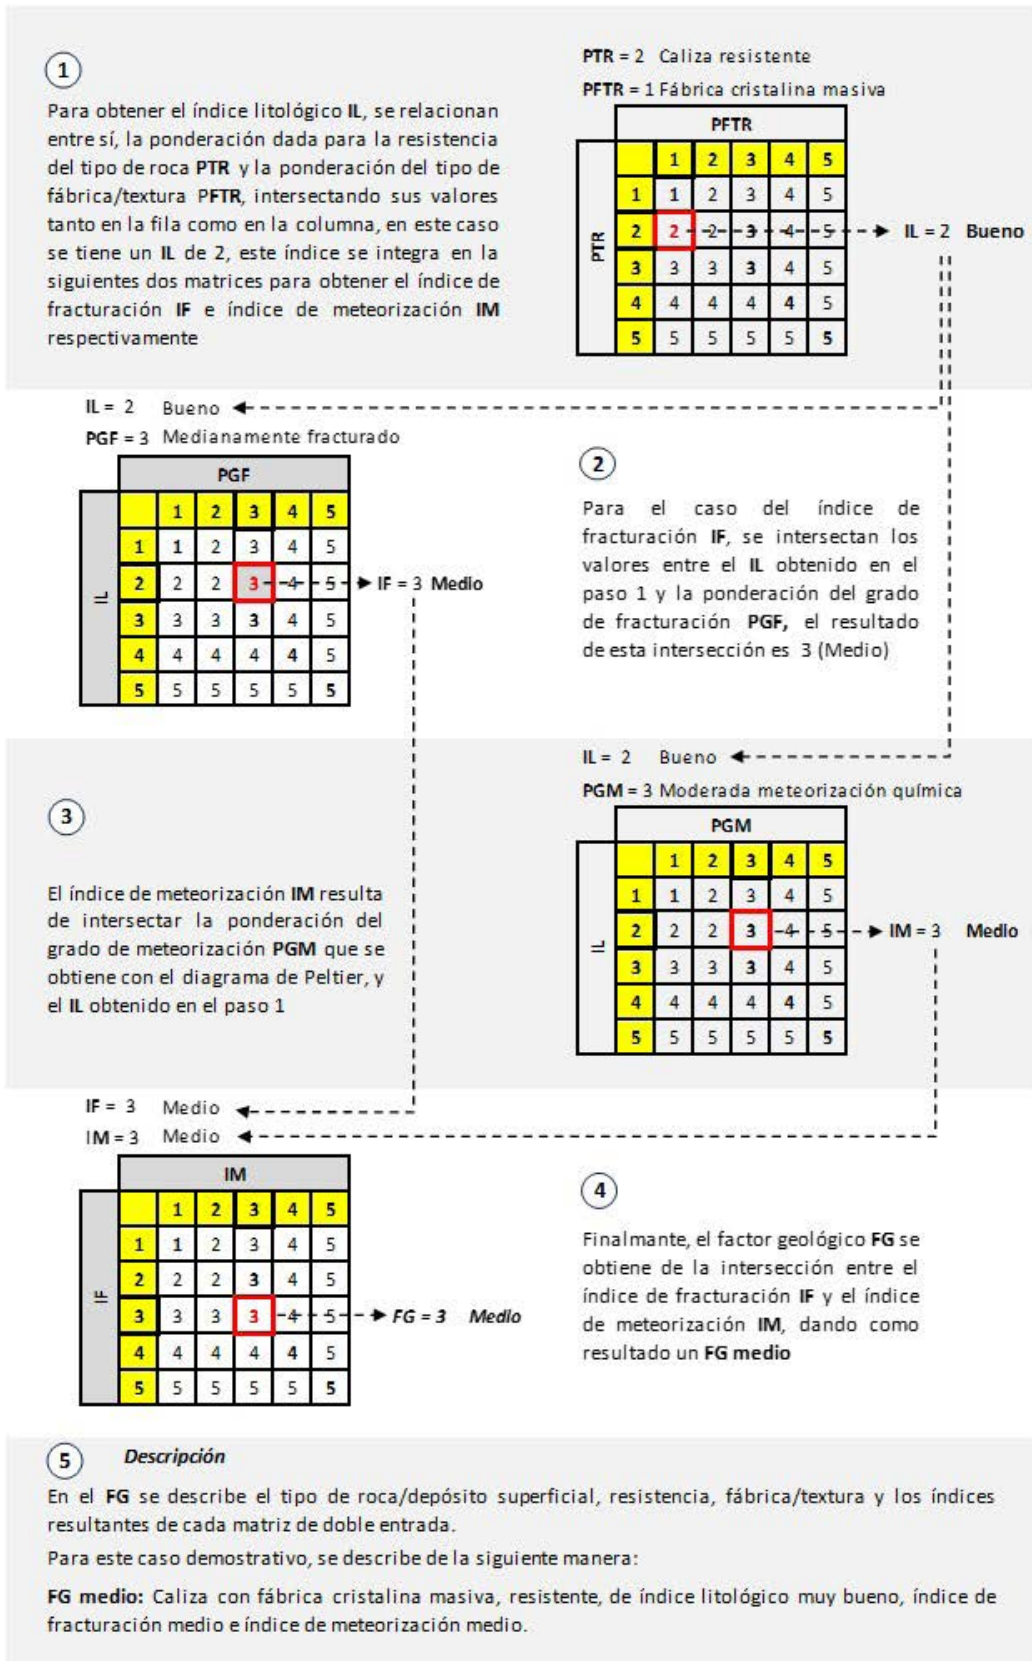 1
Para obtener el índice litológico IL, se relacionan
entre sí, la ponderación dada para la resistencia
del tipo de roca PTR y la ponderación del tipo de
fábrica/textura PFTR, intersectando sus valores
tanto en la fila como en la columna, en este caso
se tiene un IL de 2, este índice se integra en la
siguientes dos matrices para obtener el índice de
fracturación IF e índice de meteorización IM
respectivamente
PTR = 2 Caliza resistente
PFTR = 1 Fábrica cristalina masiva
PFTR
PTR
1 2 3 4 5
1 1 2 3 4 5
2 2 2 3 4 5
3 3 3 3 4 5
4 4 4 4 4 5
5 5 5 5 5 5
IL = 2 Bueno
IL = 2 Bueno
PGF = 3 Medianamente fracturado
PGF
IL
1 2 3 4 5
1 1 2 3 4 5
2 2 2 3 4 5
3 3 3 3 4 5
4 4 4 4 4 5
5 5 5 5 5 5
IF = 3 Medio
2
Para el caso del índice de
fracturación IF, se intersectan los
valores entre el IL obtenido en el
paso 1 y la ponderación del grado
de fracturación PGF, el resultado
de esta intersección es 3 (Medio)
3
El índice de meteorización IM resulta
de intersectar la ponderación del
grado de meteorización PGM que se
obtiene con el diagrama de Peltier, y
el IL obtenido en el paso 1
IL = 2 Bueno
PGM = 3 Moderada meteorización química
PGM
IL
1 2 3 4 5
1 1 2 3 4 5
2 2 2 3 4 5
3 3 3 3 4 5
4 4 4 4 4 5
5 5 5 5 5 5
IM = 3 Medio
IF = 3 Medio
IM = 3 Medio
IM
IF
1 2 3 4 5
1 1 2 3 4 5
2 2 2 3 4 5
3 3 3 3 4 5
4 4 4 4 4 5
5 5 5 5 5 5
FG = 3 Medio
4
Finalmante, el factor geológico FG se
obtiene de la intersección entre el
índice de fracturación IF y el índice
de meteorización IM, dando como
resultado un FG medio
5 Descripción
En el FG se describe el tipo de roca/depósito superficial, resistencia, fábrica/textura y los índices
resultantes de cada matriz de doble entrada.
Para este caso demostrativo, se describe de la siguiente manera:
FG medio: Caliza con fábrica cristalina masiva, resistente, de índice litológico muy bueno, índice de
fracturación medio e índice de meteorización medio.